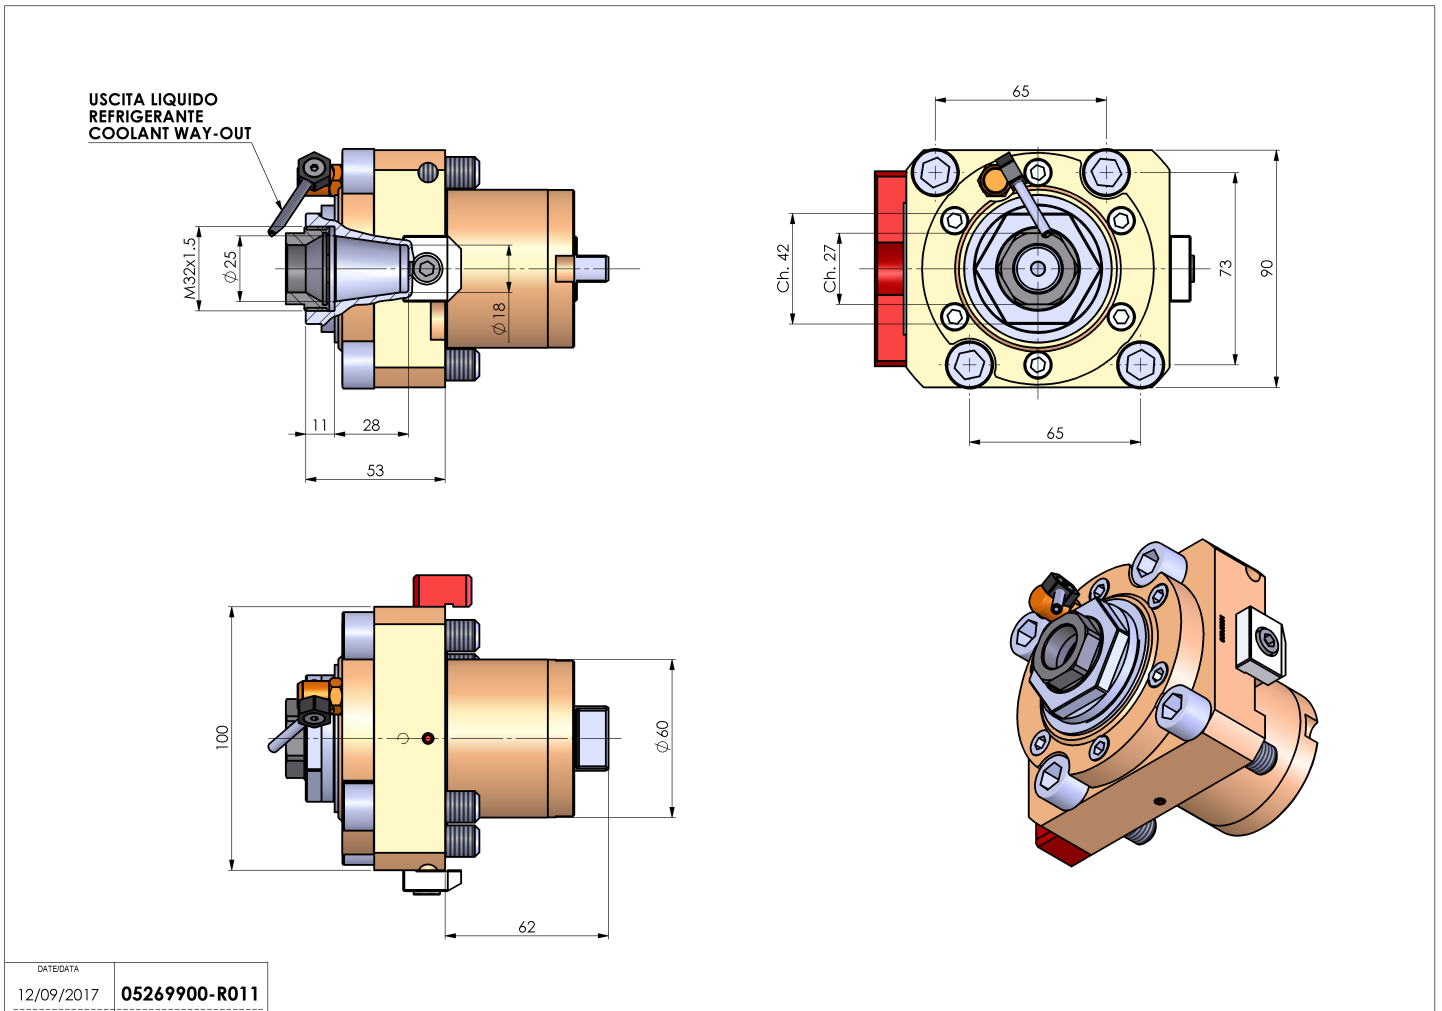 USCITA LIQUIDO
REFRIGERANTE
COOLANT WAY-OUT
M32x1.5
Ø25
Ø18
11
28
53
65
Ch. 42
Ch. 27
73
90
65
100
Ø60
62
DATE/DATA
12/09/2017
05269900-R011